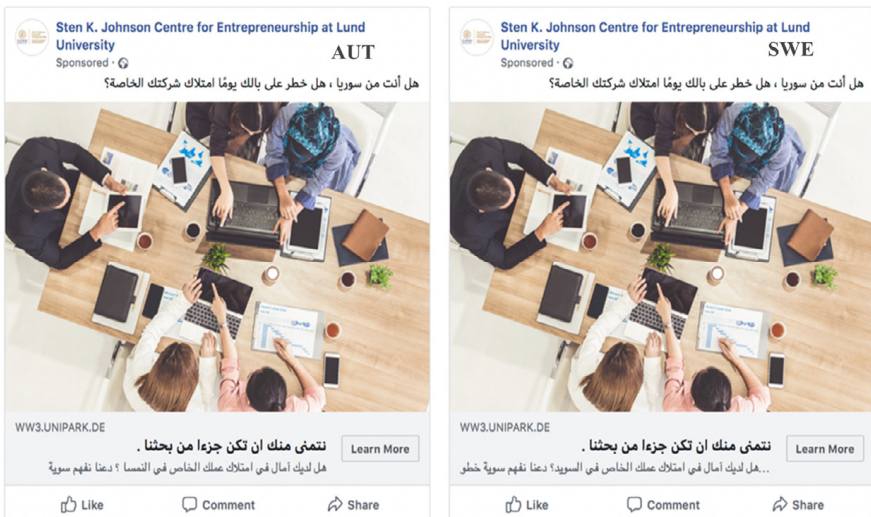 Sten K. Johnson Centre for Entrepreneurship at Lund
University
AUT
Sponsored ·
هل أنت من سوريا ، هل خطر على بالك يومًا امتلاك شركتك الخاصة؟
WW3.UNIPARK.DE
نتمنى منك ان تكن جزءا من بحثنا .
Learn More
هل لديك آمال في امتلاك عملك الخاص في النمسا ؟ دعنا نفهم سوية
Like
Comment
Share
Sten K. Johnson Centre for Entrepreneurship at Lund
University
SWE
Sponsored ·
هل أنت من سوريا ، هل خطر على بالك يومًا امتلاك شركتك الخاصة؟
WW3.UNIPARK.DE
نتمنى منك ان تكن جزءا من بحثنا .
Learn More
هل لديك آمال في امتلاك عملك الخاص في السويد؟ دعنا نفهم سوية خطو...
Like
Comment
Share